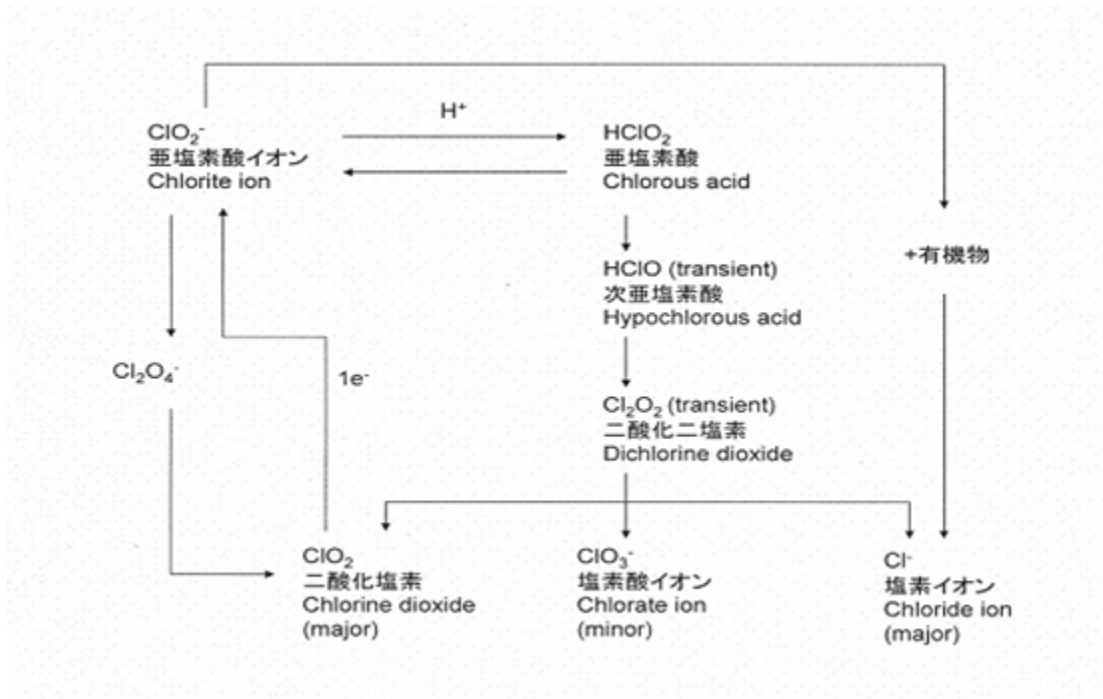 H⁺
ClO₂⁻
亜塩素酸イオン
Chlorite ion
HClO₂
亜塩素酸
Chlorous acid
+有機物
HClO (transient)
次亜塩素酸
Hypochlorous acid
Cl₂O₄⁻
1e⁻
Cl₂O₂ (transient)
二酸化二塩素
Dichlorine dioxide
ClO₂
二酸化塩素
Chlorine dioxide
(major)
ClO₃⁻
塩素酸イオン
Chlorate ion
(minor)
Cl⁻
塩素イオン
Chloride ion
(major)